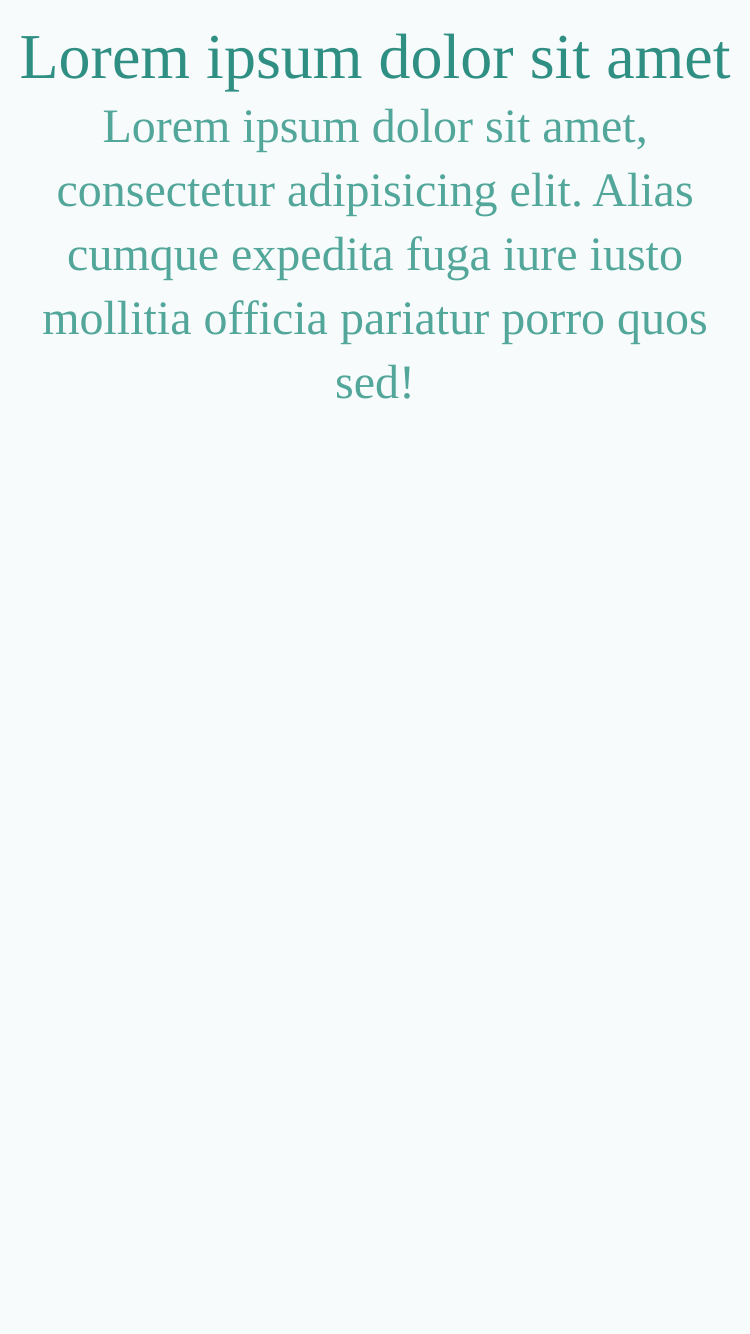 Lorem ipsum dolor sit amet
Lorem ipsum dolor sit amet,
consectetur adipisicing elit. Alias
cumque expedita fuga iure iusto
mollitia officia pariatur porro quos
sed!